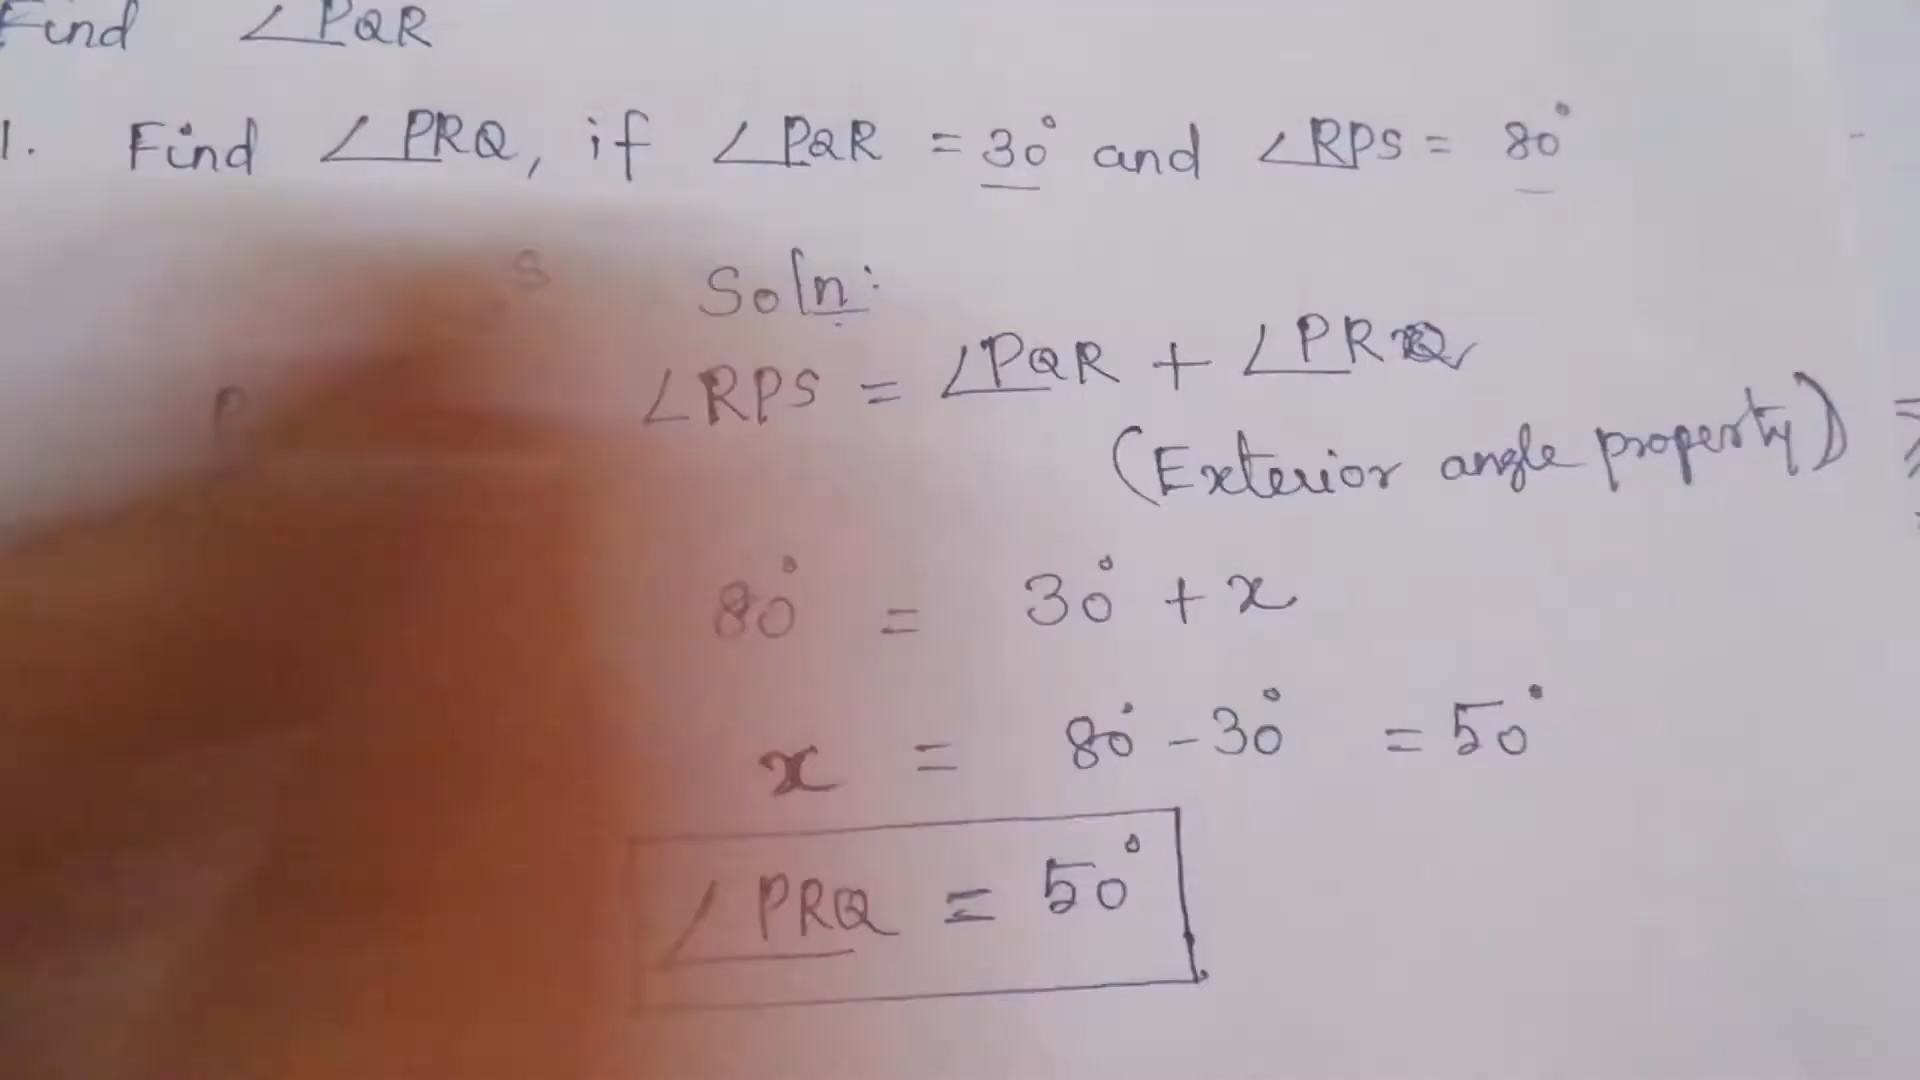 Find ∠PQR
1. Find ∠PRQ, if ∠PQR = 30° and ∠RPS = 80°
S
Soln:
P
∠RPS = ∠PQR + ∠PRQ
(Exterior angle property)
80° = 30° + x
x = 80° - 30° = 50°
∠PRQ = 50°